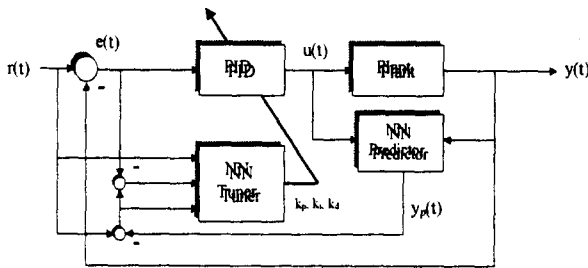 e(t)
u(t)
r(t)
PID
Plant
y(t)
NN
Predictor
NN
Tuner
kp, ki, kd
yp(t)
-
-
-